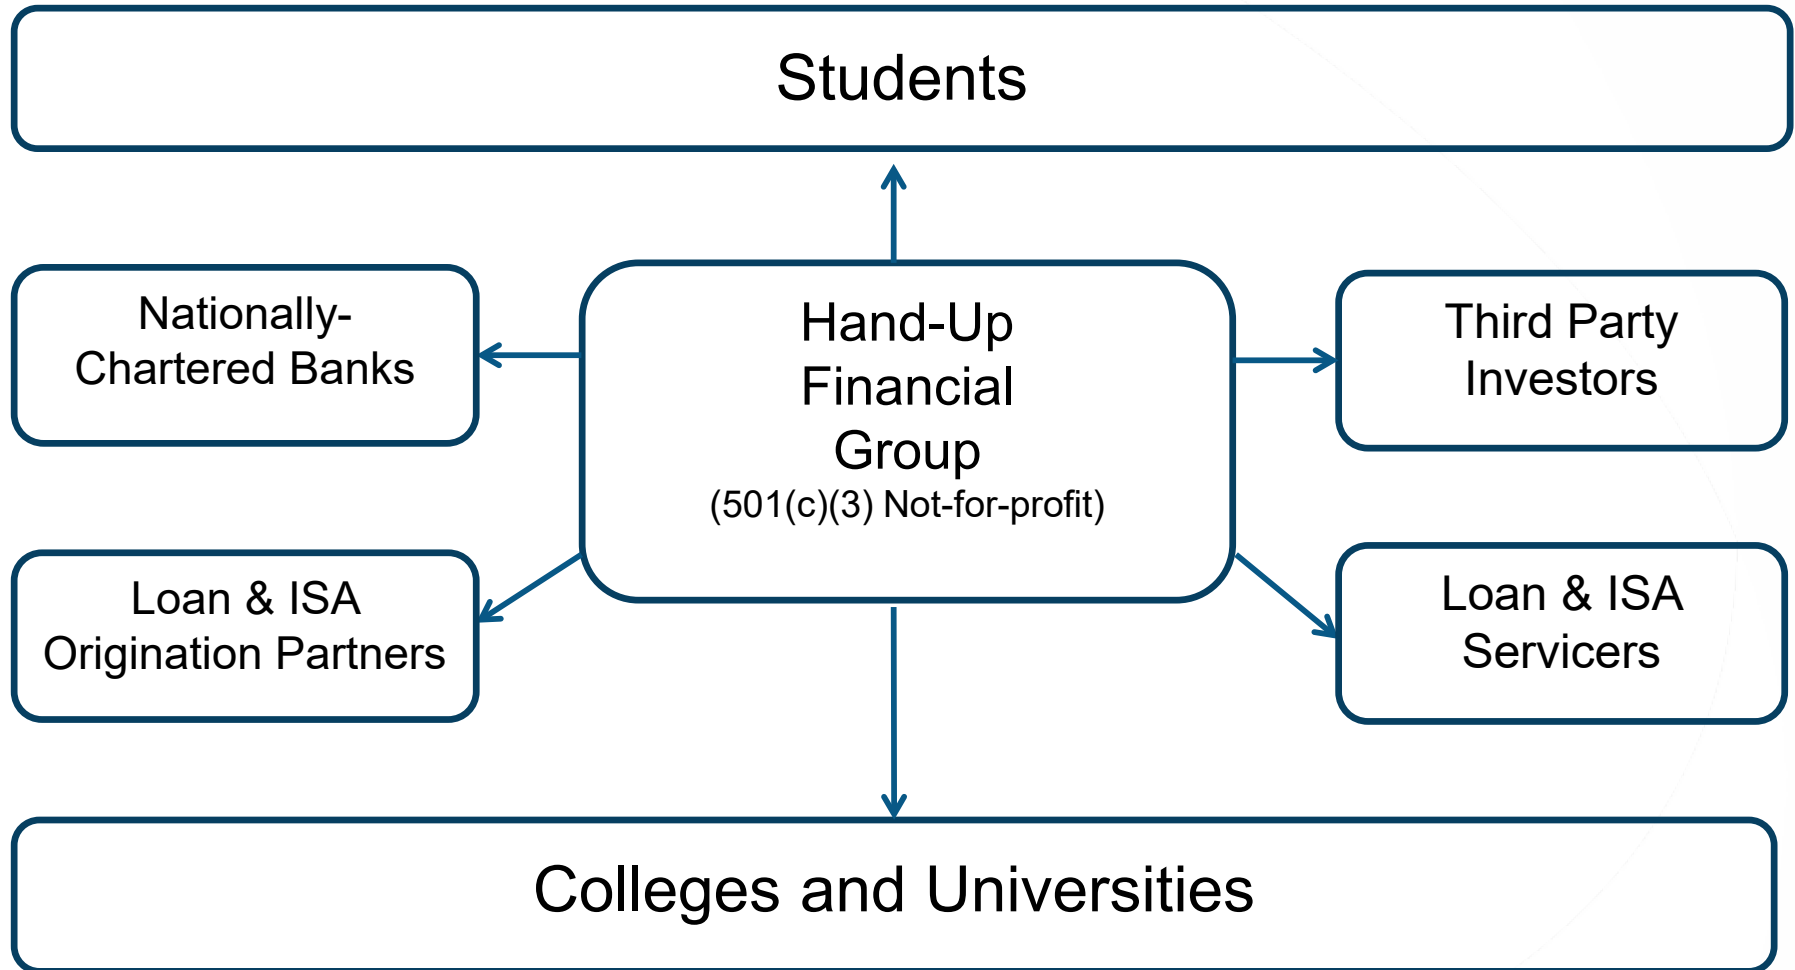 Students
Nationally-
Chartered Banks
Hand-Up
Financial
Group
(501(c)(3) Not-for-profit)
Third Party
Investors
Loan & ISA
Origination Partners
Loan & ISA
Servicers
Colleges and Universities